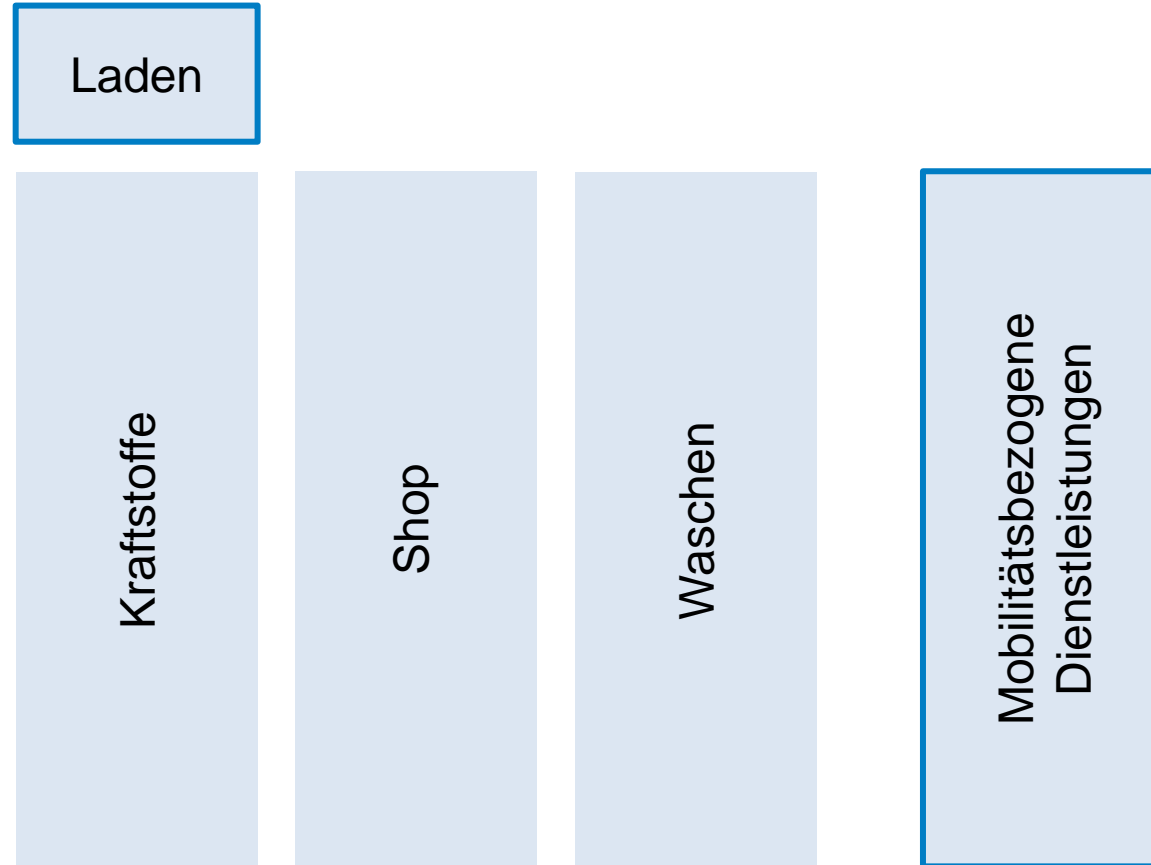 Laden
Kraftstoffe
Shop
Waschen
Mobilitätsbezogene
Dienstleistungen